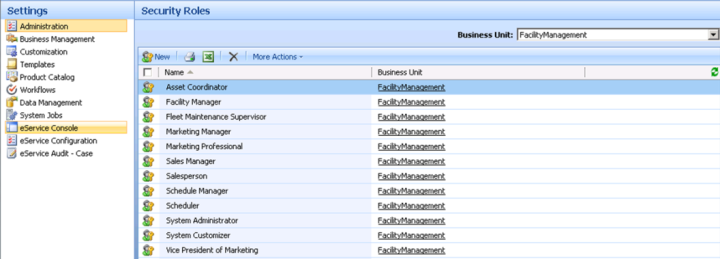 Settings
Administration
Business Management
Customization
Templates
Product Catalog
Workflows
Data Management
System Jobs
eService Console
eService Configuration
eService Audit - Case
Security Roles
Business Unit: FacilityManagement
New More Actions
Name Business Unit
Asset Coordinator FacilityManagement
Facility Manager FacilityManagement
Fleet Maintenance Supervisor FacilityManagement
Marketing Manager FacilityManagement
Marketing Professional FacilityManagement
Sales Manager FacilityManagement
Salesperson FacilityManagement
Schedule Manager FacilityManagement
Scheduler FacilityManagement
System Administrator FacilityManagement
System Customizer FacilityManagement
Vice President of Marketing FacilityManagement